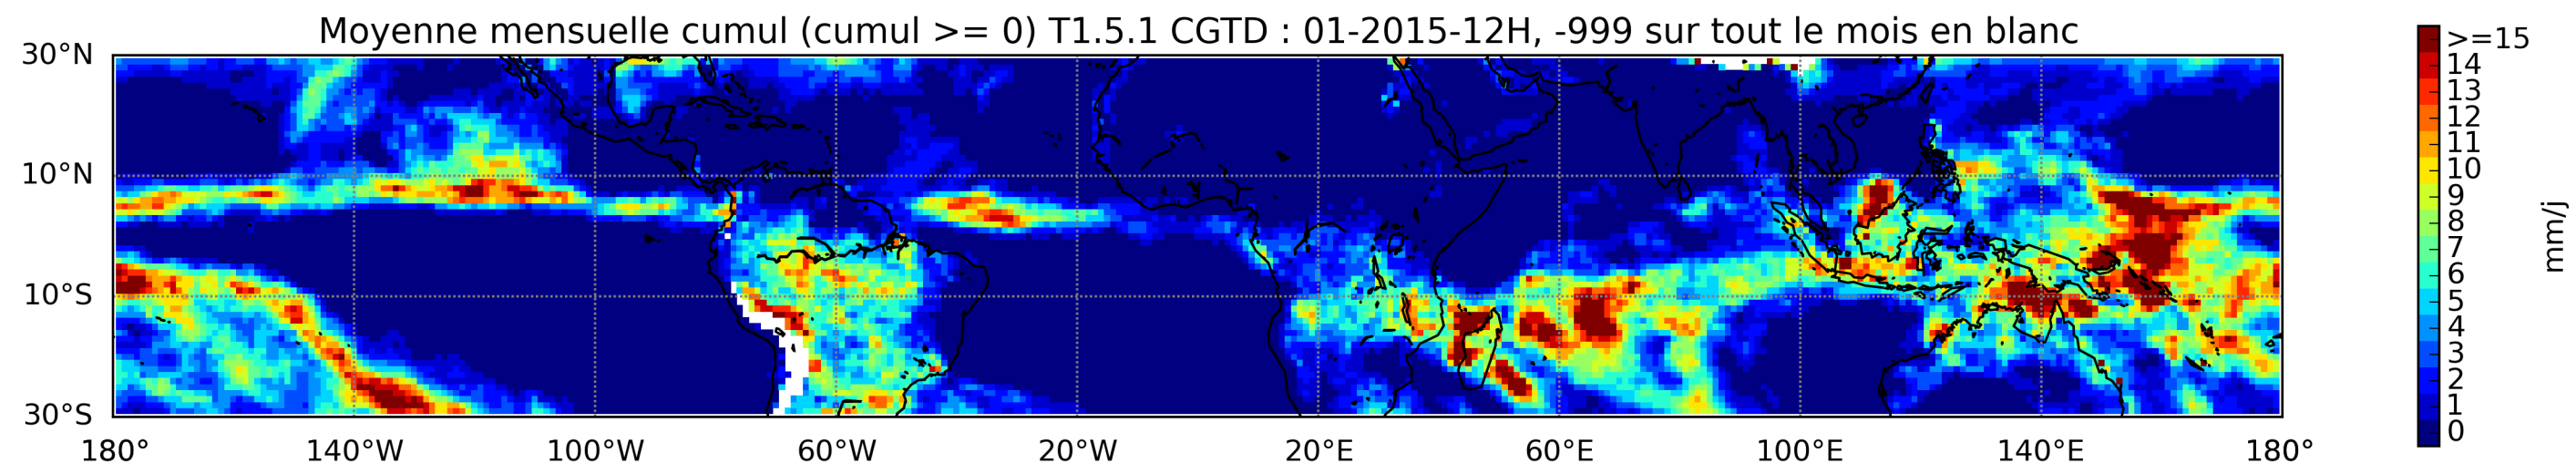 Moyenne mensuelle cumul (cumul >= 0) T1.5.1 CGTD : 01-2015-12H, -999 sur tout le mois en blanc
30°N
10°N
10°S
30°S
180°
140°W
100°W
60°W
20°W
20°E
60°E
100°E
140°E
180°
>=15
14
13
12
11
10
9
8
7
6
5
4
3
2
1
0
mm/j